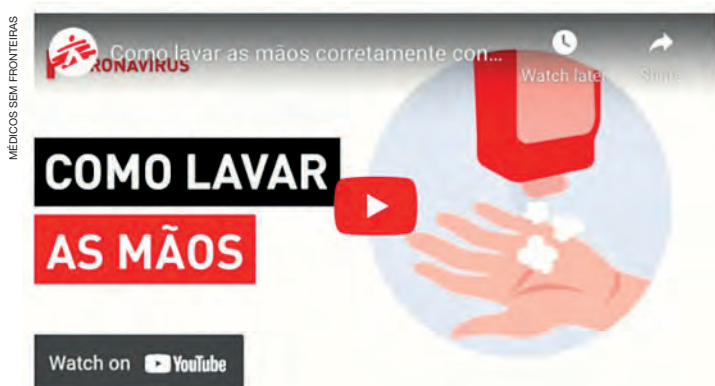 MÉDICOS SEM FRONTEIRAS
Como lavar as mãos corretamente con...
RONAVÍRUS
Watch later
Share
COMO LAVAR
AS MÃOS
Watch on YouTube